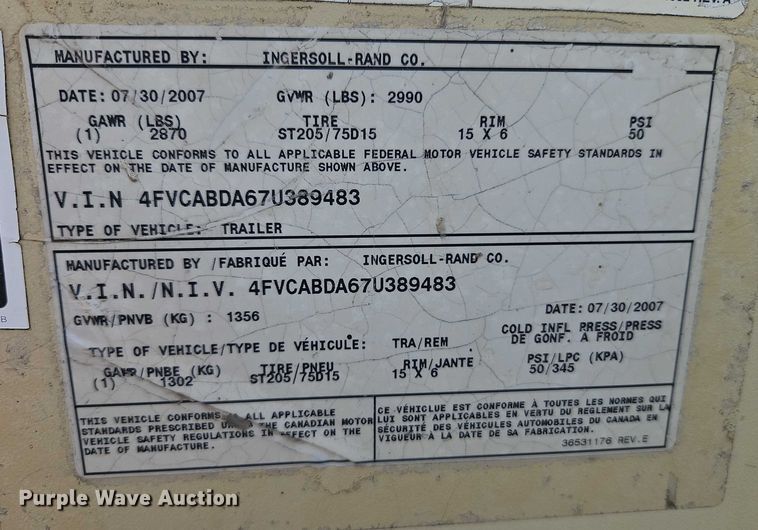 REV. A
MANUFACTURED BY: INGERSOLL-RAND CO.
DATE: 07/30/2007 GVWR (LBS): 2990
GAWR (LBS) TIRE RIM PSI
(1) 2870 ST205/75D15 15 X 6 50
THIS VEHICLE CONFORMS TO ALL APPLICABLE FEDERAL MOTOR VEHICLE SAFETY STANDARDS IN
EFFECT ON THE DATE OF MANUFACTURE SHOWN ABOVE.
V.I.N 4FVCABDA67U389483
TYPE OF VEHICLE: TRAILER
MANUFACTURED BY /FABRIQUÉ PAR: INGERSOLL-RAND CO.
V.I.N./N.I.V. 4FVCABDA67U389483
GVWR/PNVB (KG) : 1356 DATE: 07/30/2007
TYPE OF VEHICLE/TYPE DE VÉHICULE: TRA/REM COLD INFL PRESS/PRESS
DE GONF. A FROID
GAWR/PNBE (KG) TIRE/PNEU RIM/JANTE PSI/LPC (KPA)
(1) 1302 ST205/75D15 15 X 6 50/345
THIS VEHICLE CONFORMS ALL APPLICABLE
STANDARDS PRESCRIBED THE CANADIAN MOTOR
VEHICLE SAFETY REGULATIONS IN EFFECT ON THE
DATE OF MANUFACTURE.
CE VÉHICLUE EST CONFORME À TOUTES LES NORMES QUI
LUI SONT APPLICABLES EN VERTU DU REGLEMENT SUR LA
SÉCURITÉ DES VÉHICULES AUTOMOBILES DU CANADA EN
VIGUEUR À LA DATE DE SA FABRICATION.
36531176 REV.E
B
Purple Wave Auction